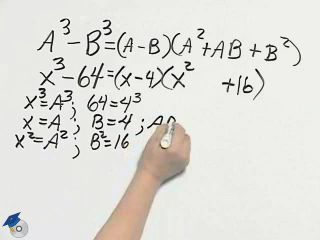 A³-B³=(A-B)(A²+AB+B²)
x³-64=(x-4)(x² +16)
x³=A³; 64=4³
x=A; B=4; A
x²=A²; B²=16